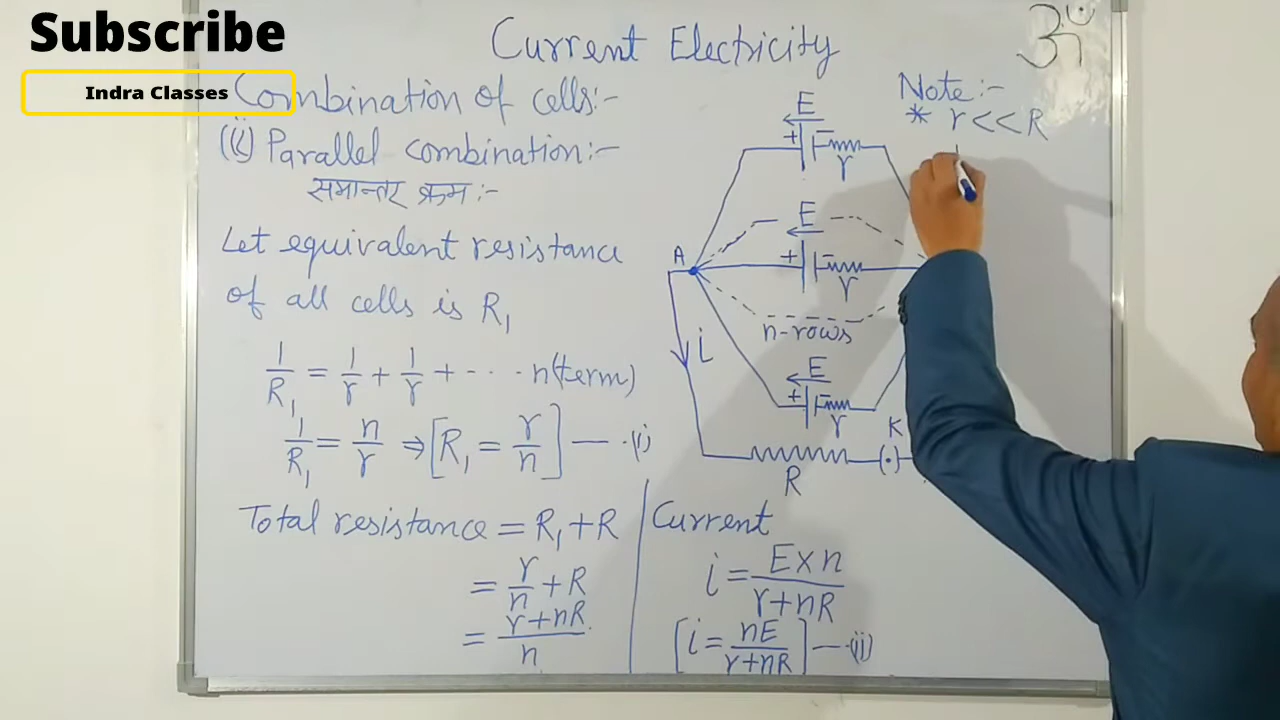 Subscribe
Indra Classes
Current Electricity
ॐ
Combination of cells:-
(ii) Parallel combination:-
समान्तर क्रम :-
Let equivalent resistance
of all cells is R₁
1/R₁ = 1/r + 1/r + ---- n(term)
1/R₁ = n/r ⇒ [R₁ = r/n] — ·(i)
Total resistance = R₁ + R
= r/n + R
= (r+nR)/n
E
+ -
r
E
+ -
r
A
n-rows
i
E
+ -
r
K
(·)
R
Note:-
* r << R
Current
i = (E×n)/(r+nR)
[i = nE/(r+nR)] —·(ii)